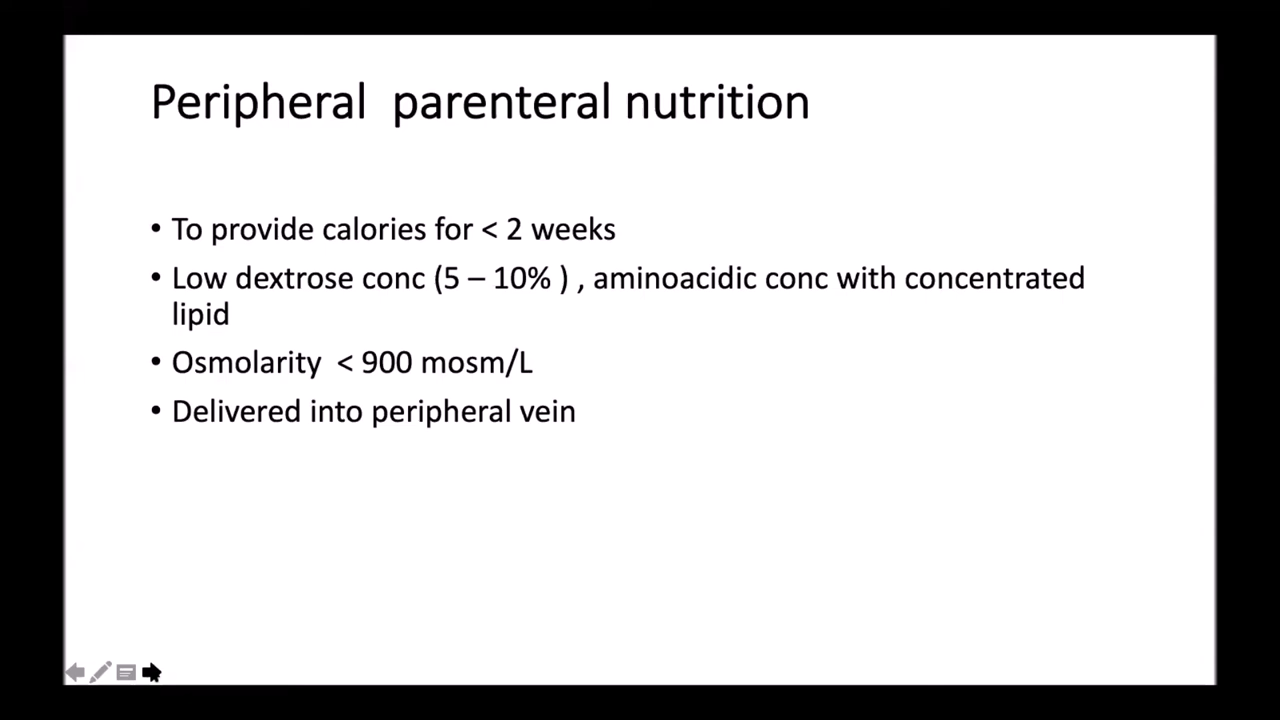 Peripheral parenteral nutrition
• To provide calories for < 2 weeks
• Low dextrose conc (5 – 10% ) , aminoacidic conc with concentrated
lipid
• Osmolarity < 900 mosm/L
• Delivered into peripheral vein